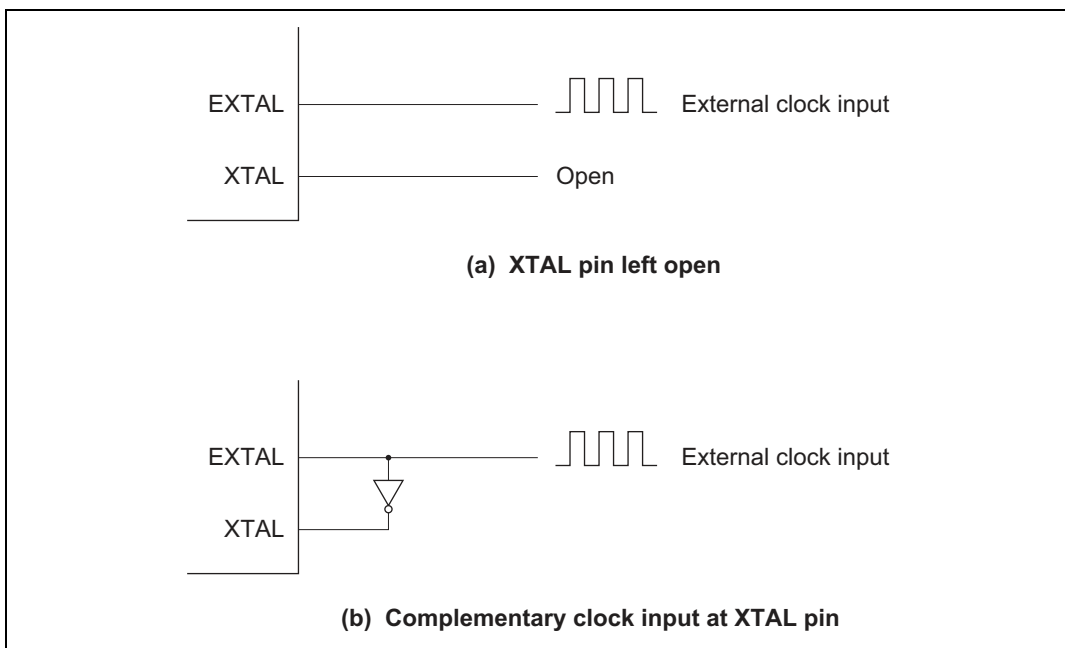 EXTAL External clock input
XTAL Open
(a) XTAL pin left open
EXTAL External clock input
XTAL
(b) Complementary clock input at XTAL pin